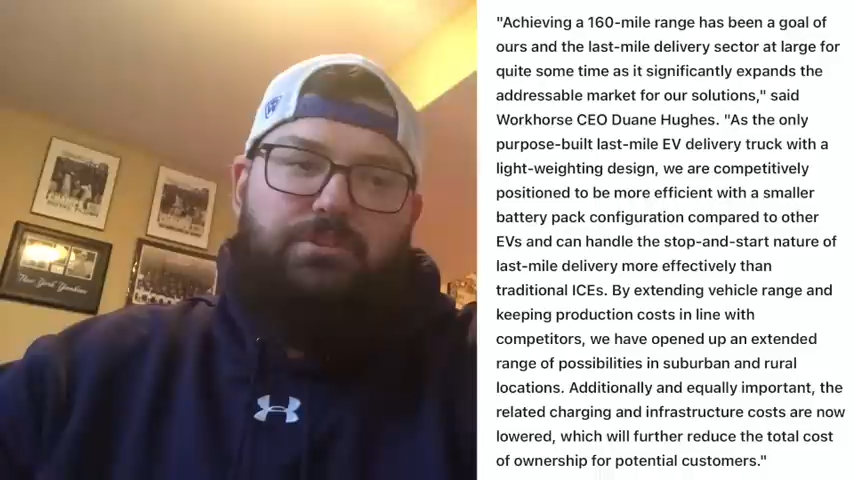 "Achieving a 160-mile range has been a goal of
ours and the last-mile delivery sector at large for
quite some time as it significantly expands the
addressable market for our solutions," said
Workhorse CEO Duane Hughes. "As the only
purpose-built last-mile EV delivery truck with a
light-weighting design, we are competitively
positioned to be more efficient with a smaller
battery pack configuration compared to other
EVs and can handle the stop-and-start nature of
last-mile delivery more effectively than
traditional ICEs. By extending vehicle range and
keeping production costs in line with
competitors, we have opened up an extended
range of possibilities in suburban and rural
locations. Additionally and equally important, the
related charging and infrastructure costs are now
lowered, which will further reduce the total cost
of ownership for potential customers."
New York Yankees